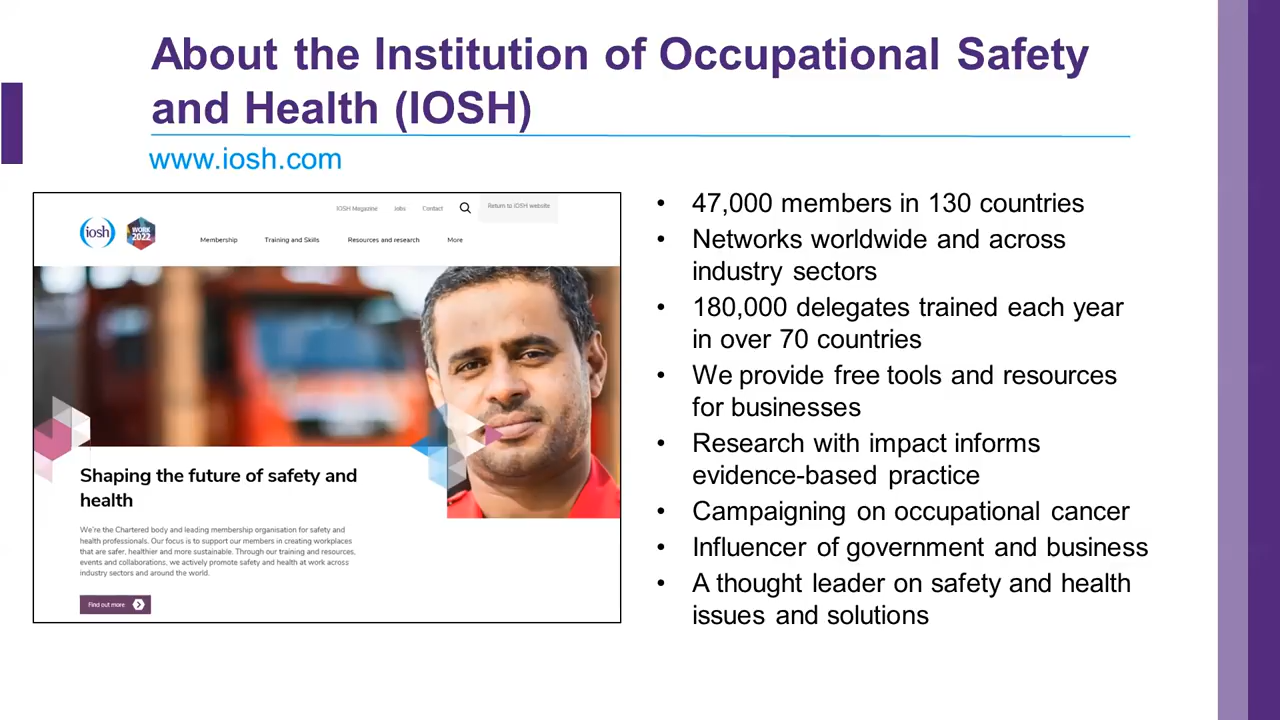 About the Institution of Occupational Safety
and Health (IOSH)
www.iosh.com
IOSH Magazine Jobs Contact Return to IOSH website
iosh
WORK
2022
Membership Training and Skills Resources and research More
Shaping the future of safety and
health
We're the Chartered body and leading membership organisation for safety and
health professionals. Our focus is to support our members in creating workplaces
that are safer, healthier and more sustainable. Through our training and resources,
events and collaborations, we actively promote safety and health at work across
industry sectors and around the world.
Find out more
• 47,000 members in 130 countries
• Networks worldwide and across
industry sectors
• 180,000 delegates trained each year
in over 70 countries
• We provide free tools and resources
for businesses
• Research with impact informs
evidence-based practice
• Campaigning on occupational cancer
• Influencer of government and business
• A thought leader on safety and health
issues and solutions